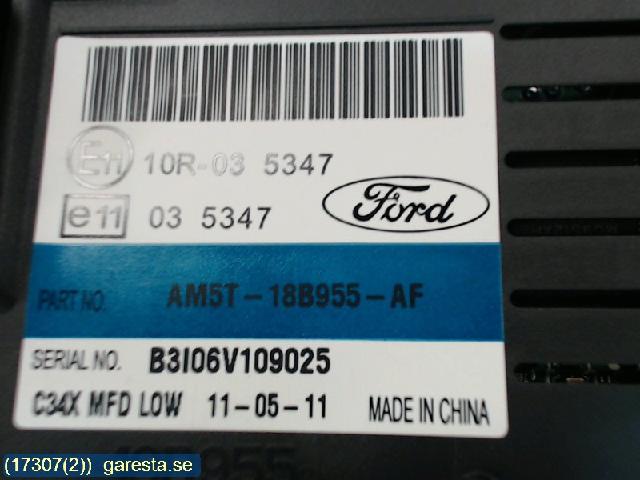 E11 10R-03 5347
e11 03 5347
Ford
PART NO. AM5T-18B955-AF
SERIAL NO. B3I06V109025
C34X MFD LOW 11-05-11 MADE IN CHINA
(17307(2)) garesta.se